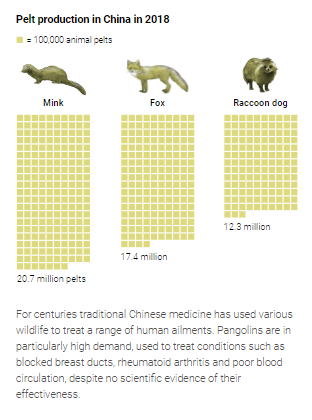 Pelt production in China in 2018
= 100,000 animal pelts
Mink
Fox
Raccoon dog
20.7 million pelts
17.4 million
12.3 million
For centuries traditional Chinese medicine has used various
wildlife to treat a range of human ailments. Pangolins are in
particularly high demand, used to treat conditions such as
blocked breast ducts, rheumatoid arthritis and poor blood
circulation, despite no scientific evidence of their
effectiveness.